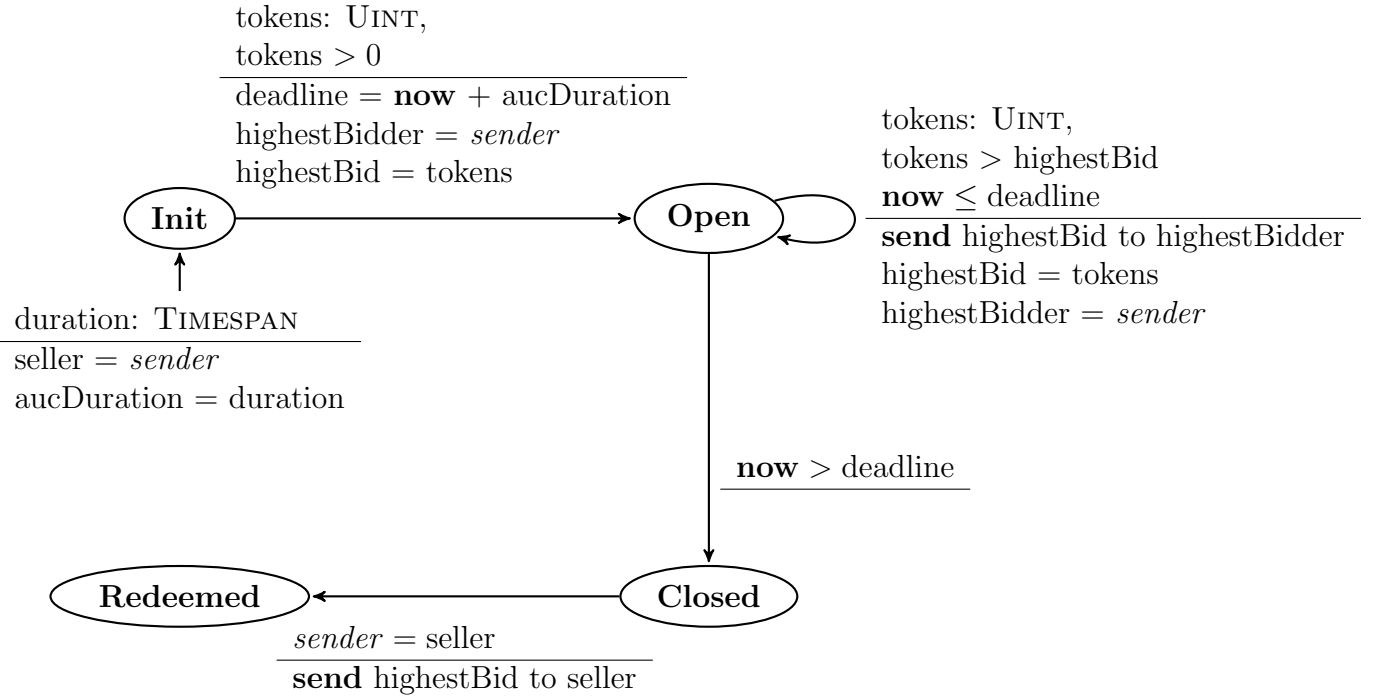 tokens: UINT,
tokens > 0
deadline = now + aucDuration
highestBidder = sender
highestBid = tokens
tokens: UINT,
tokens > highestBid
now ≤ deadline
send highestBid to highestBidder
highestBid = tokens
highestBidder = sender
Init
Open
duration: TIMESPAN
seller = sender
aucDuration = duration
now > deadline
Redeemed
Closed
sender = seller
send highestBid to seller